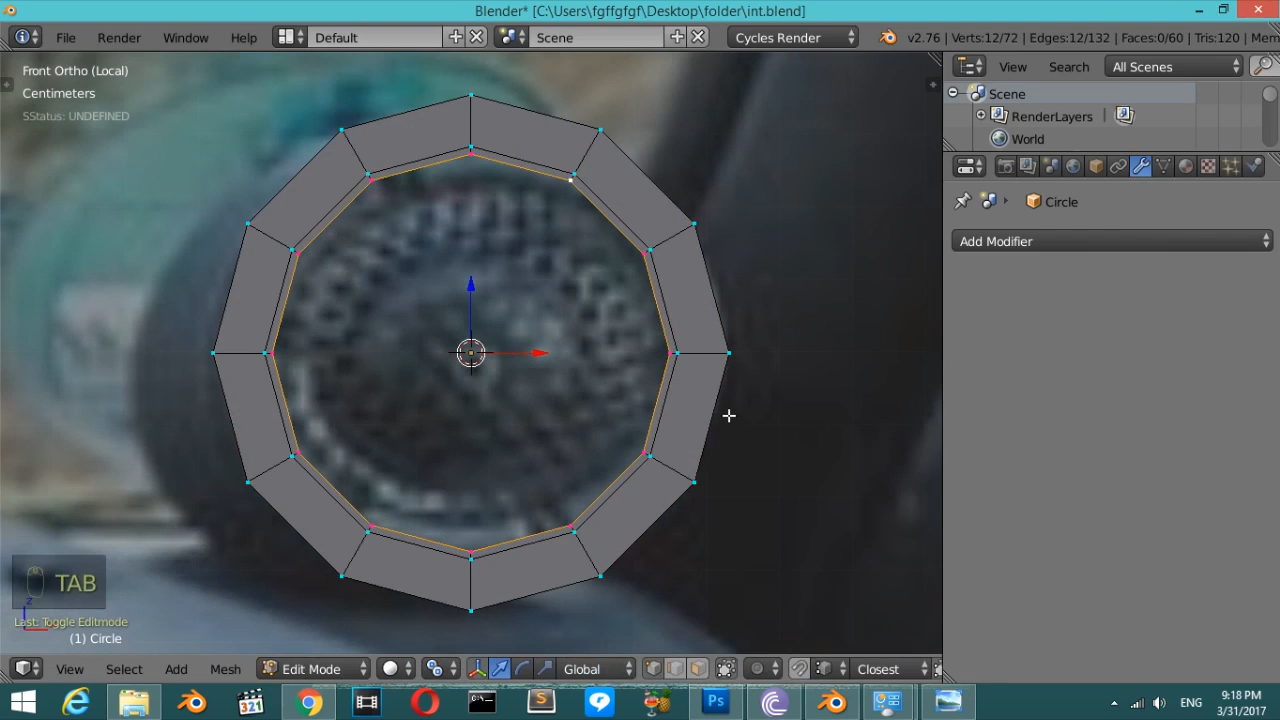 Blender* [C:\Users\fgffgfgf\Desktop\folder\int.blend]
File Render Window Help Default Scene Cycles Render v2.76 | Verts:12/72 | Edges:12/132 | Faces:0/60 | Tris:120 | Mem
Front Ortho (Local)
Centimeters
SStatus: UNDEFINED
View Search All Scenes
Scene
RenderLayers
World
Circle
Add Modifier
TAB
z
Last: Toggle Editmode
(1) Circle
View Select Add Mesh Edit Mode Global Closest
321
Ps
ENG
9:18 PM
3/31/2017